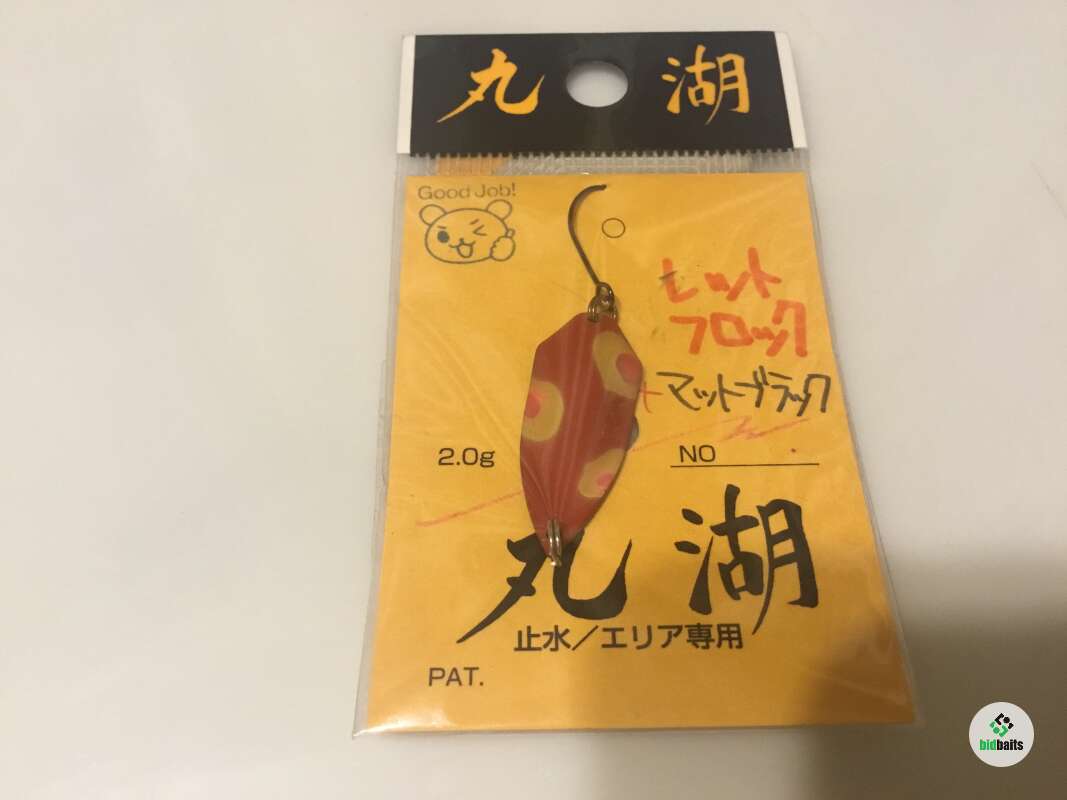 丸 湖
Good Job!
レット
フロック
+ マットブラック
2.0g
NO
丸 湖
止水／エリア専用
PAT.
bidbaits